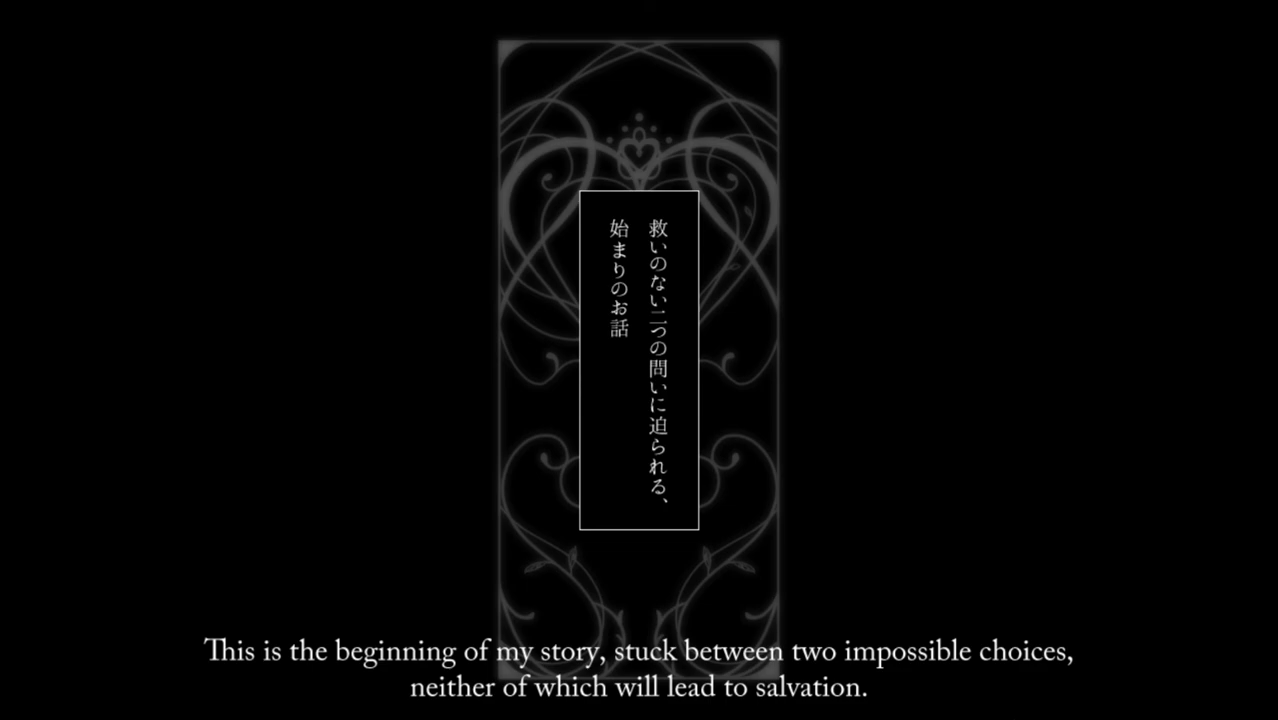 救いのない二つの問いに迫られる、
始まりのお話
This is the beginning of my story, stuck between two impossible choices,
neither of which will lead to salvation.